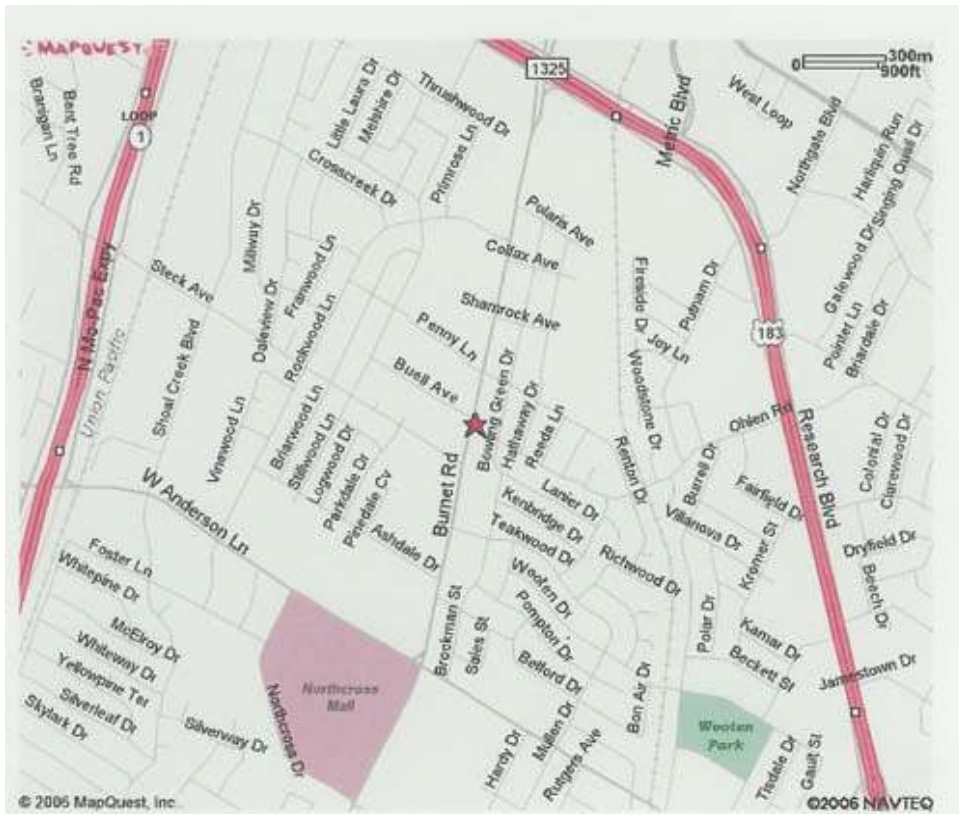 MAPQUEST
1325
300m
0
900ft
Brangan Ln
Bent Tree Rd
LOOP
1
Little Laura Dr
Melshire Dr
Thrushwood Dr
Primrose Ln
Crosscreek Dr
Metric Blvd
West Loop
Northgate Blvd
Harliquin Run
Singing Quail Dr
Galewood Dr
Polaris Ave
Colfax Ave
Shamrock Ave
Penny Ln
Buell Ave
N Mo-Pac Expy
Union Pacific
Steck Ave
Millway Dr
Daleview Dr
Franwood Ln
Rockwood Ln
Shoal Creek Blvd
Fireside Dr
Putnam Dr
Joy Ln
Woodstone Dr
183
Pointer Ln
Briardale Dr
Vinewood Ln
Briarwood Ln
Stillwood Ln
Logwood Dr
Parkdale Dr
Pinedale Cv
Ashdale Dr
Burnet Rd
Bowling Green Dr
Hathaway Dr
Reeda Ln
Renton Dr
Burrell Dr
Ohlen Rd
Research Blvd
Colonial Dr
Clarewood Dr
W Anderson Ln
Lanier Dr
Kenbridge Dr
Teakwood Dr
Richwood Dr
Villanova Dr
Fairfield Dr
Kromer St
Dryfield Dr
Beech Dr
Foster Ln
Whitepine Dr
McElroy Dr
Whiteway Dr
Yellowpine Ter
Silverleaf Dr
Skylark Dr
Silverway Dr
Northcross Dr
Northcross
Mall
Brockman St
Sales St
Wooten Dr
Pompton Dr
Belford Dr
Polar Dr
Kamar Dr
Beckett St
Jamestown Dr
Hardy Dr
Mullen Dr
Rutgers Ave
Bon Air Dr
Wooten
Park
Tisdale Dr
Gault St
© 2006 MapQuest, Inc.
©2006 NAVTEQ